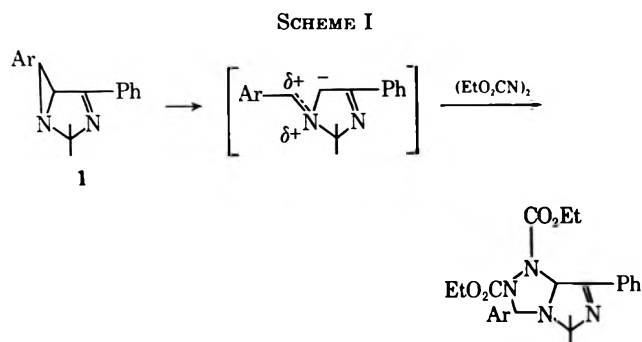 SCHEME I
Ar
Ph
N
N
1
Ar
δ+
−
Ph
δ+
N
N
(EtO₂CN)₂
CO₂Et
N
Ph
EtO₂CN
Ar
N
N